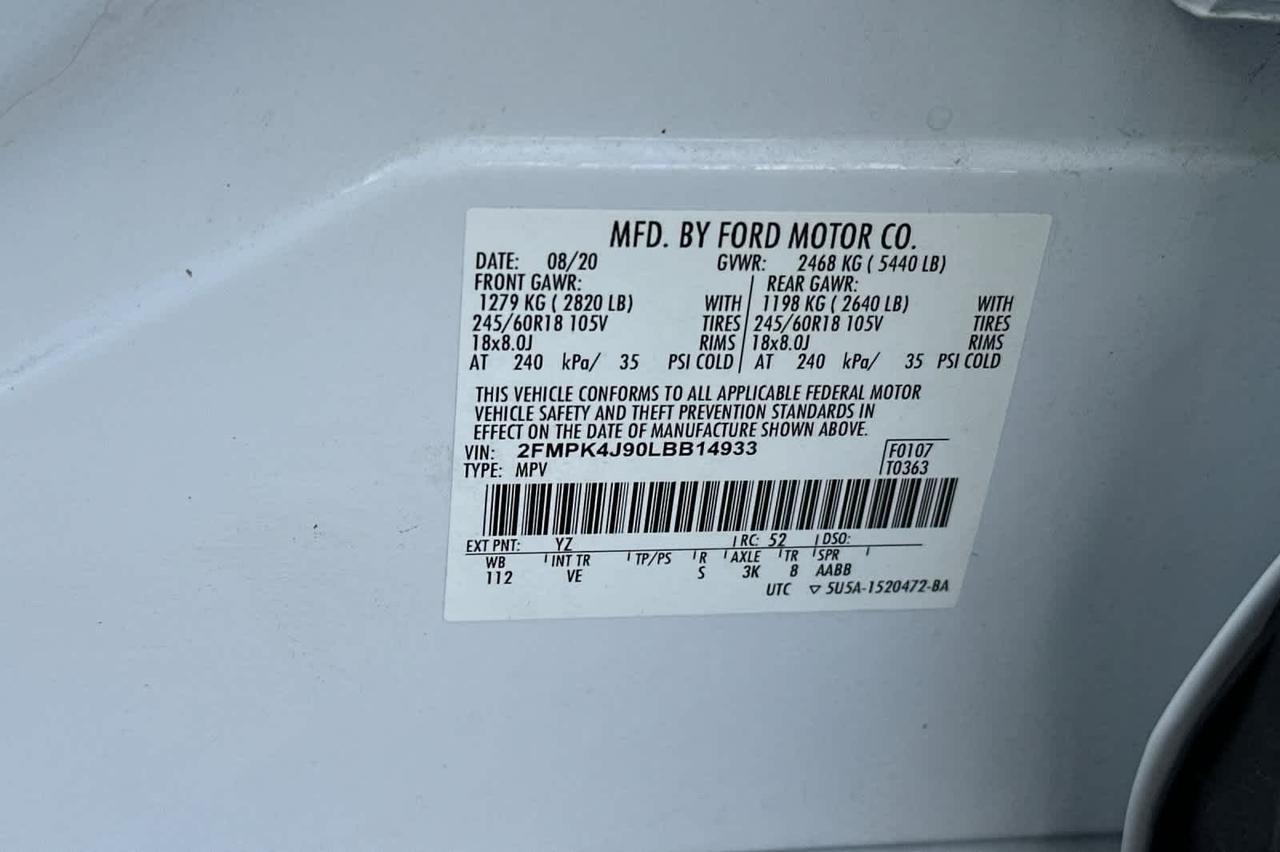 MFD. BY FORD MOTOR CO.
DATE: 08/20 GVWR: 2468 KG ( 5440 LB)
FRONT GAWR: REAR GAWR:
1279 KG ( 2820 LB) WITH 1198 KG ( 2640 LB) WITH
245/60R18 105V TIRES 245/60R18 105V TIRES
18x8.0J RIMS 18x8.0J RIMS
AT 240 kPa/ 35 PSI COLD AT 240 kPa/ 35 PSI COLD
THIS VEHICLE CONFORMS TO ALL APPLICABLE FEDERAL MOTOR
VEHICLE SAFETY AND THEFT PREVENTION STANDARDS IN
EFFECT ON THE DATE OF MANUFACTURE SHOWN ABOVE.
VIN: 2FMPK4J90LBB14933 F0107
TYPE: MPV T0363
EXT PNT: YZ RC: 52 DSO:
WB INT TR TP/PS R AXLE TR SPR
112 VE S 3K 8 AABB
UTC ▽ 5U5A-1520472-BA